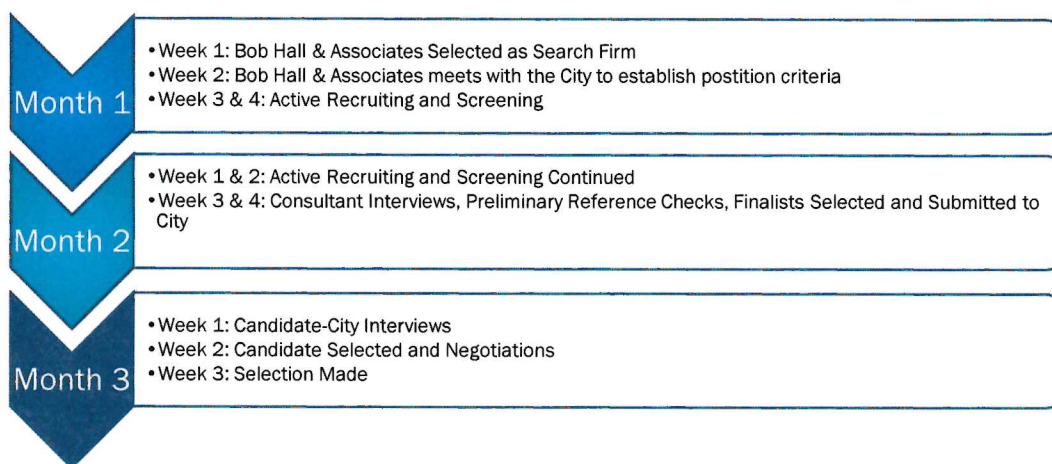 Month 1
•Week 1: Bob Hall & Associates Selected as Search Firm
•Week 2: Bob Hall & Associates meets with the City to establish postition criteria
•Week 3 & 4: Active Recruiting and Screening
Month 2
•Week 1 & 2: Active Recruiting and Screening Continued
•Week 3 & 4: Consultant Interviews, Preliminary Reference Checks, Finalists Selected and Submitted to
City
Month 3
•Week 1: Candidate-City Interviews
•Week 2: Candidate Selected and Negotiations
•Week 3: Selection Made